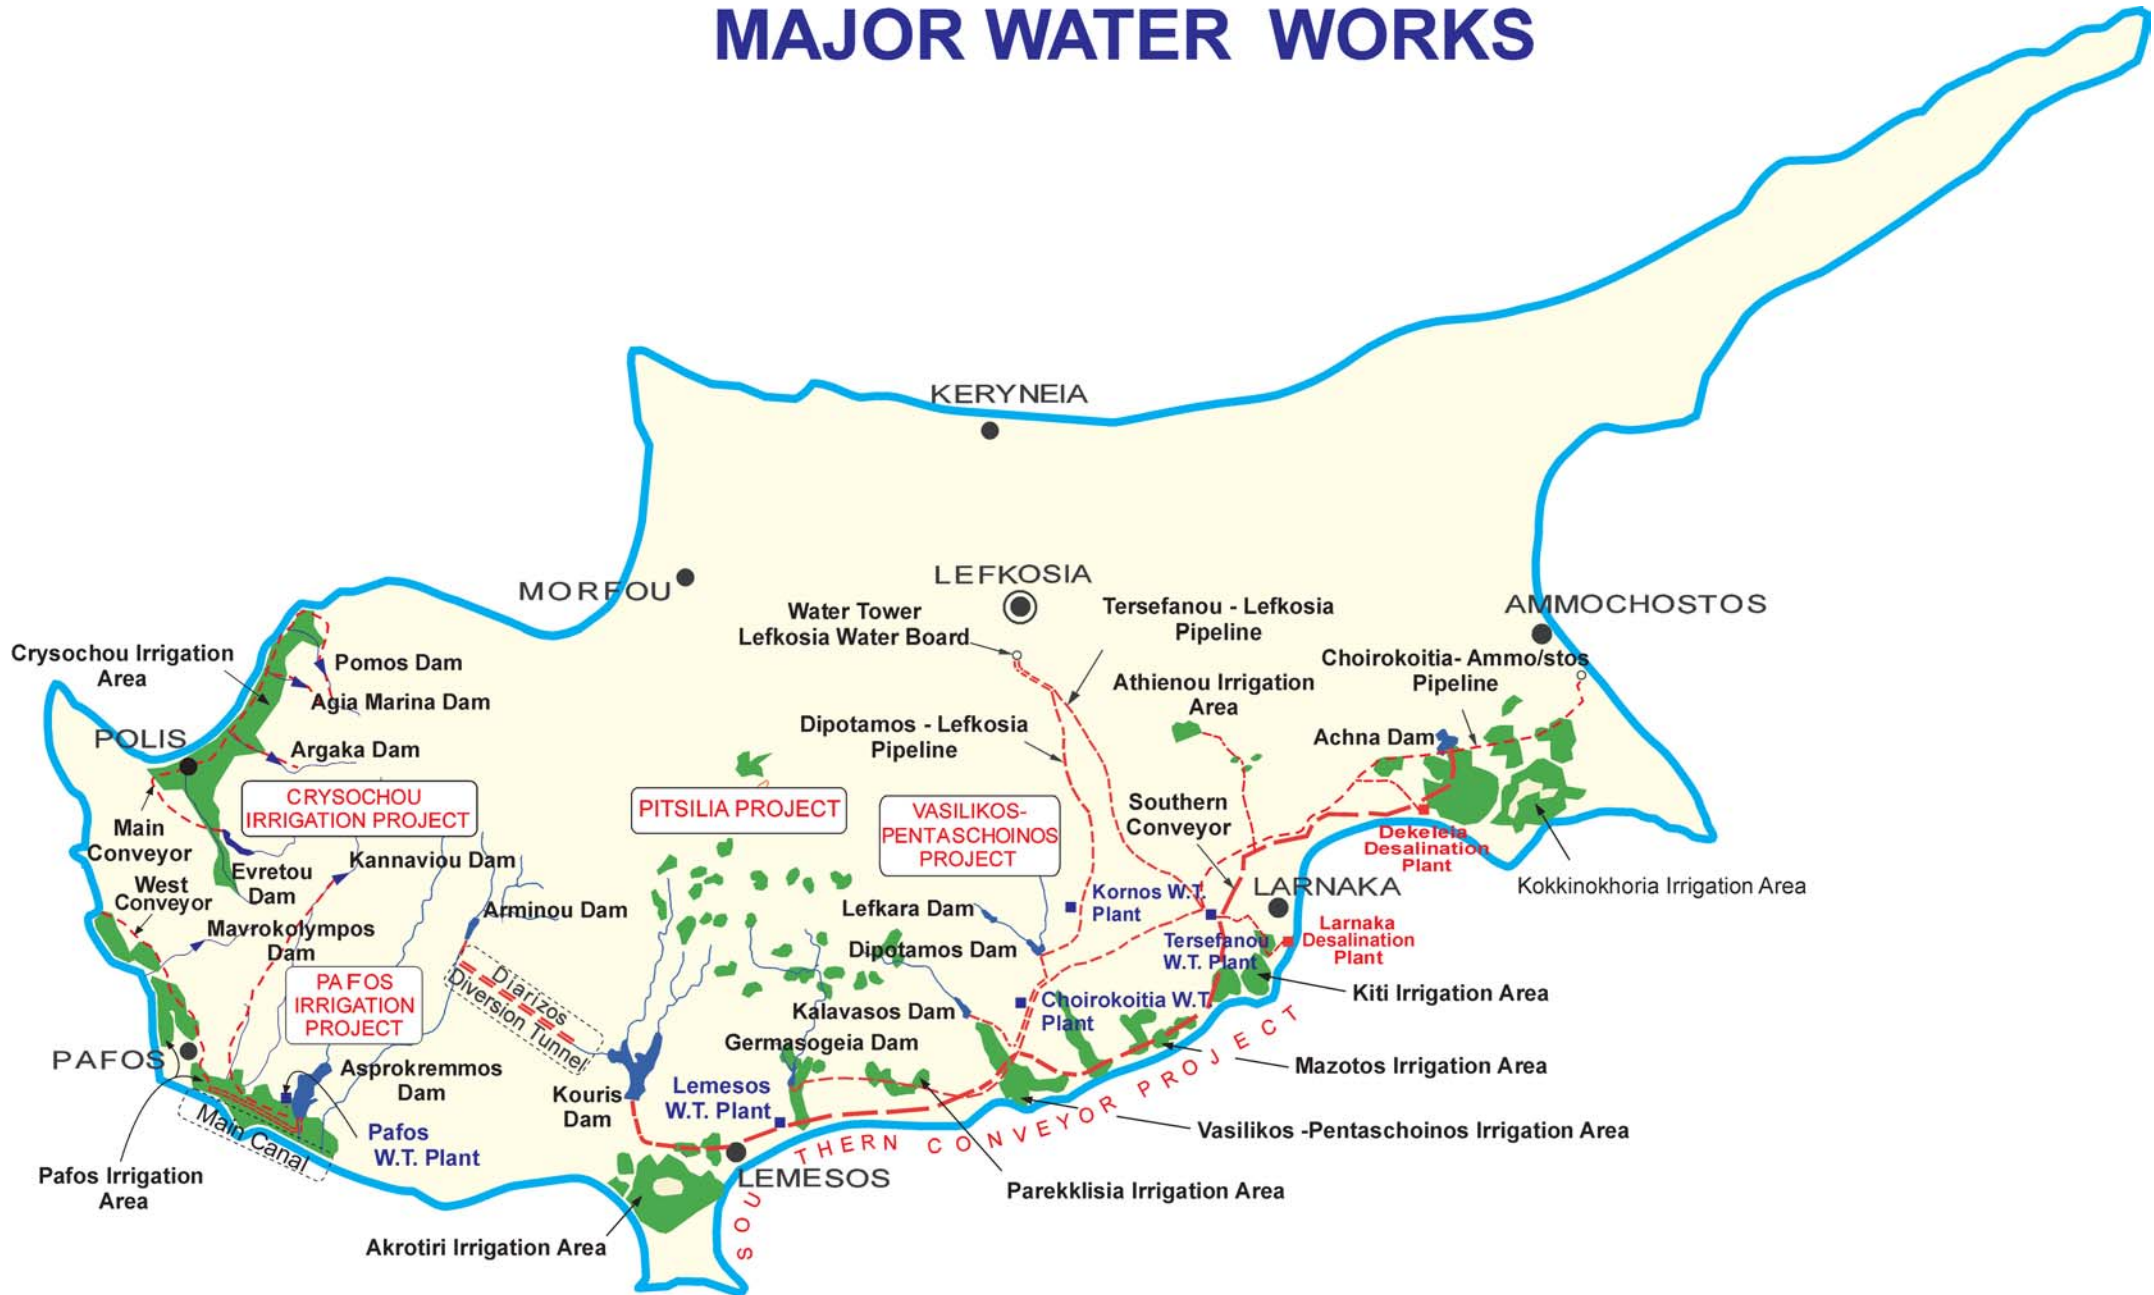 MAJOR WATER WORKS
KERYNEIA
MORFOU
LEFKOSIA
AMMOCHOSTOS
Water Tower
Lefkosia Water Board
Tersefanou - Lefkosia
Pipeline
Choirokoitia- Ammo/stos
Pipeline
Crysochou Irrigation
Area
Pomos Dam
Agia Marina Dam
Athienou Irrigation
Area
Dipotamos - Lefkosia
Pipeline
Achna Dam
POLIS
Argaka Dam
CRYSOCHOU
IRRIGATION PROJECT
PITSILIA PROJECT
VASILIKOS-
PENTASCHOINOS
PROJECT
Southern
Conveyor
Dekeleia
Desalination
Plant
Main
Conveyor
Evretou
Dam
Kannaviou Dam
West
Conveyor
Mavrokolympos
Dam
Arminou Dam
Lefkara Dam
Kornos W.T.
Plant
LARNAKA
Kokkinokhoria Irrigation Area
Larnaka
Desalination
Plant
Dipotamos Dam
Tersefanou
W.T. Plant
PAFOS
IRRIGATION
PROJECT
Diarizos
Diversion Tunnel
Kalavasos Dam
Choirokoitia W.T.
Plant
Kiti Irrigation Area
Germasogeia Dam
PAFOS
Asprokremmos
Dam
Kouris
Dam
Lemesos
W.T. Plant
Mazotos Irrigation Area
Main Canal
Pafos
W.T. Plant
Vasilikos -Pentaschoinos Irrigation Area
SOUTHERN CONVEYOR PROJECT
Pafos Irrigation
Area
LEMESOS
Parekklisia Irrigation Area
Akrotiri Irrigation Area